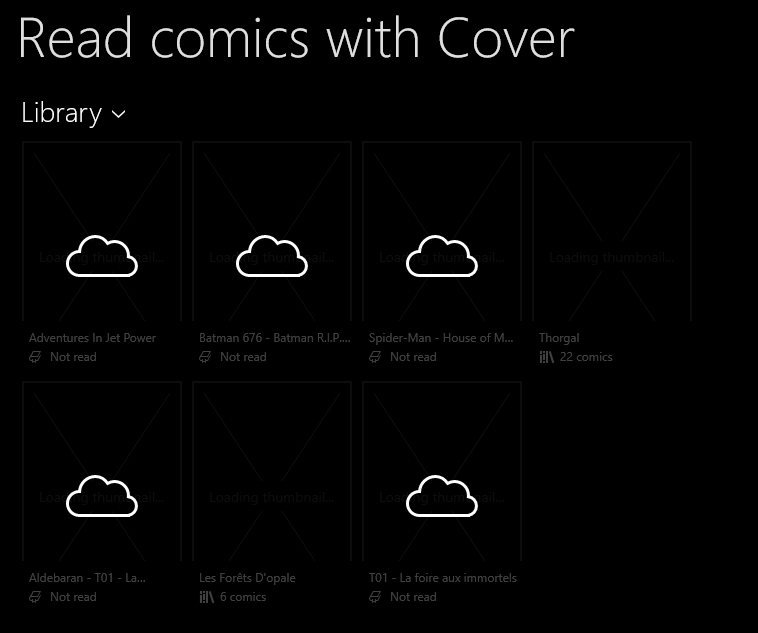 Read comics with Cover
Library
Loading thumbnail...
Loading thumbnail...
Loading thumbnail...
Loading thumbnail...
Adventures In Jet Power
Batman 676 - Batman R.I.P....
Spider-Man - House of M...
Thorgal
Not read
Not read
Not read
22 comics
Loading thumbnail...
Loading thumbnail...
Loading thumbnail...
Aldebaran - T01 - La...
Les Forêts D'opale
T01 - La foire aux immortels
Not read
6 comics
Not read